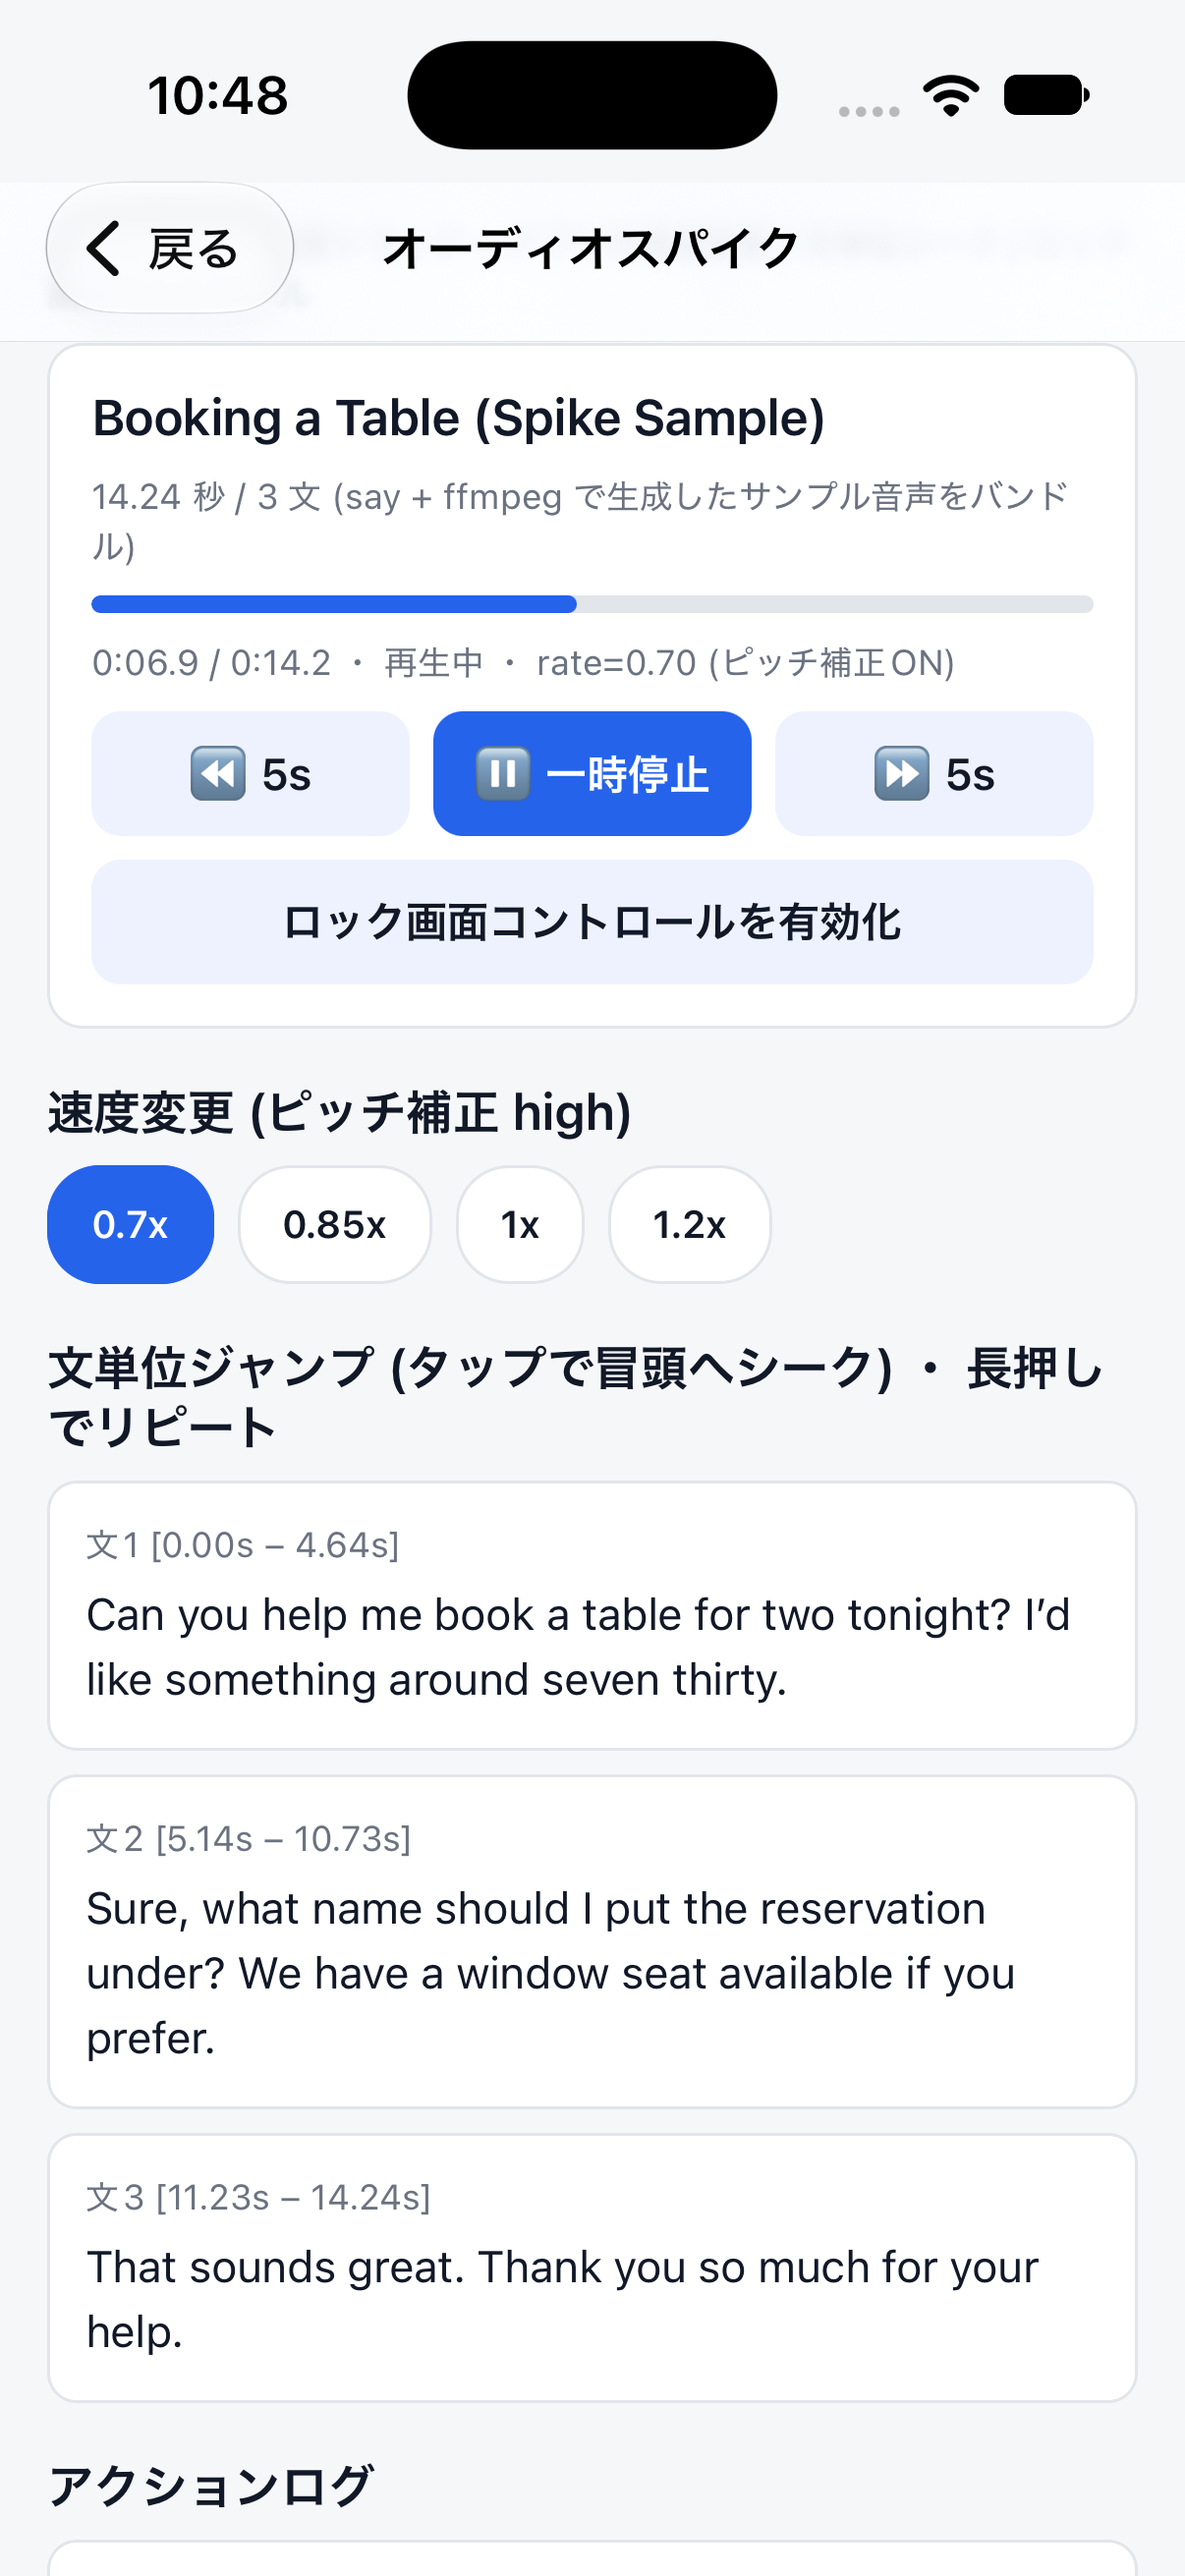 10:48
戻る
オーディオスパイク
Booking a Table (Spike Sample)
14.24 秒 / 3 文 (say + ffmpeg で生成したサンプル音声をバンド
ル)
0:06.9 / 0:14.2 ・ 再生中 ・ rate=0.70 (ピッチ補正ON)
⏪ 5s
⏸ 一時停止
⏩ 5s
ロック画面コントロールを有効化
速度変更 (ピッチ補正 high)
0.7x
0.85x
1x
1.2x
文単位ジャンプ (タップで冒頭へシーク) ・ 長押し
でリピート
文1 [0.00s – 4.64s]
Can you help me book a table for two tonight? I’d
like something around seven thirty.
文2 [5.14s – 10.73s]
Sure, what name should I put the reservation
under? We have a window seat available if you
prefer.
文3 [11.23s – 14.24s]
That sounds great. Thank you so much for your
help.
アクションログ